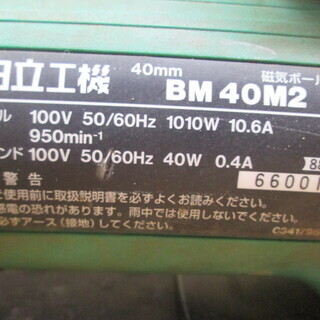 日立工機 40mm 磁気ボール
BM 40M2
ル 100V 50/60Hz 1010W 10.6A
950min⁻¹
ンド 100V 50/60Hz 40W 0.4A
6600
警告
使用前に取扱説明書を必ずよくお読みください。
感電の恐れがあります。雨中では使用しないでください。
必ずアース(接地)してください。